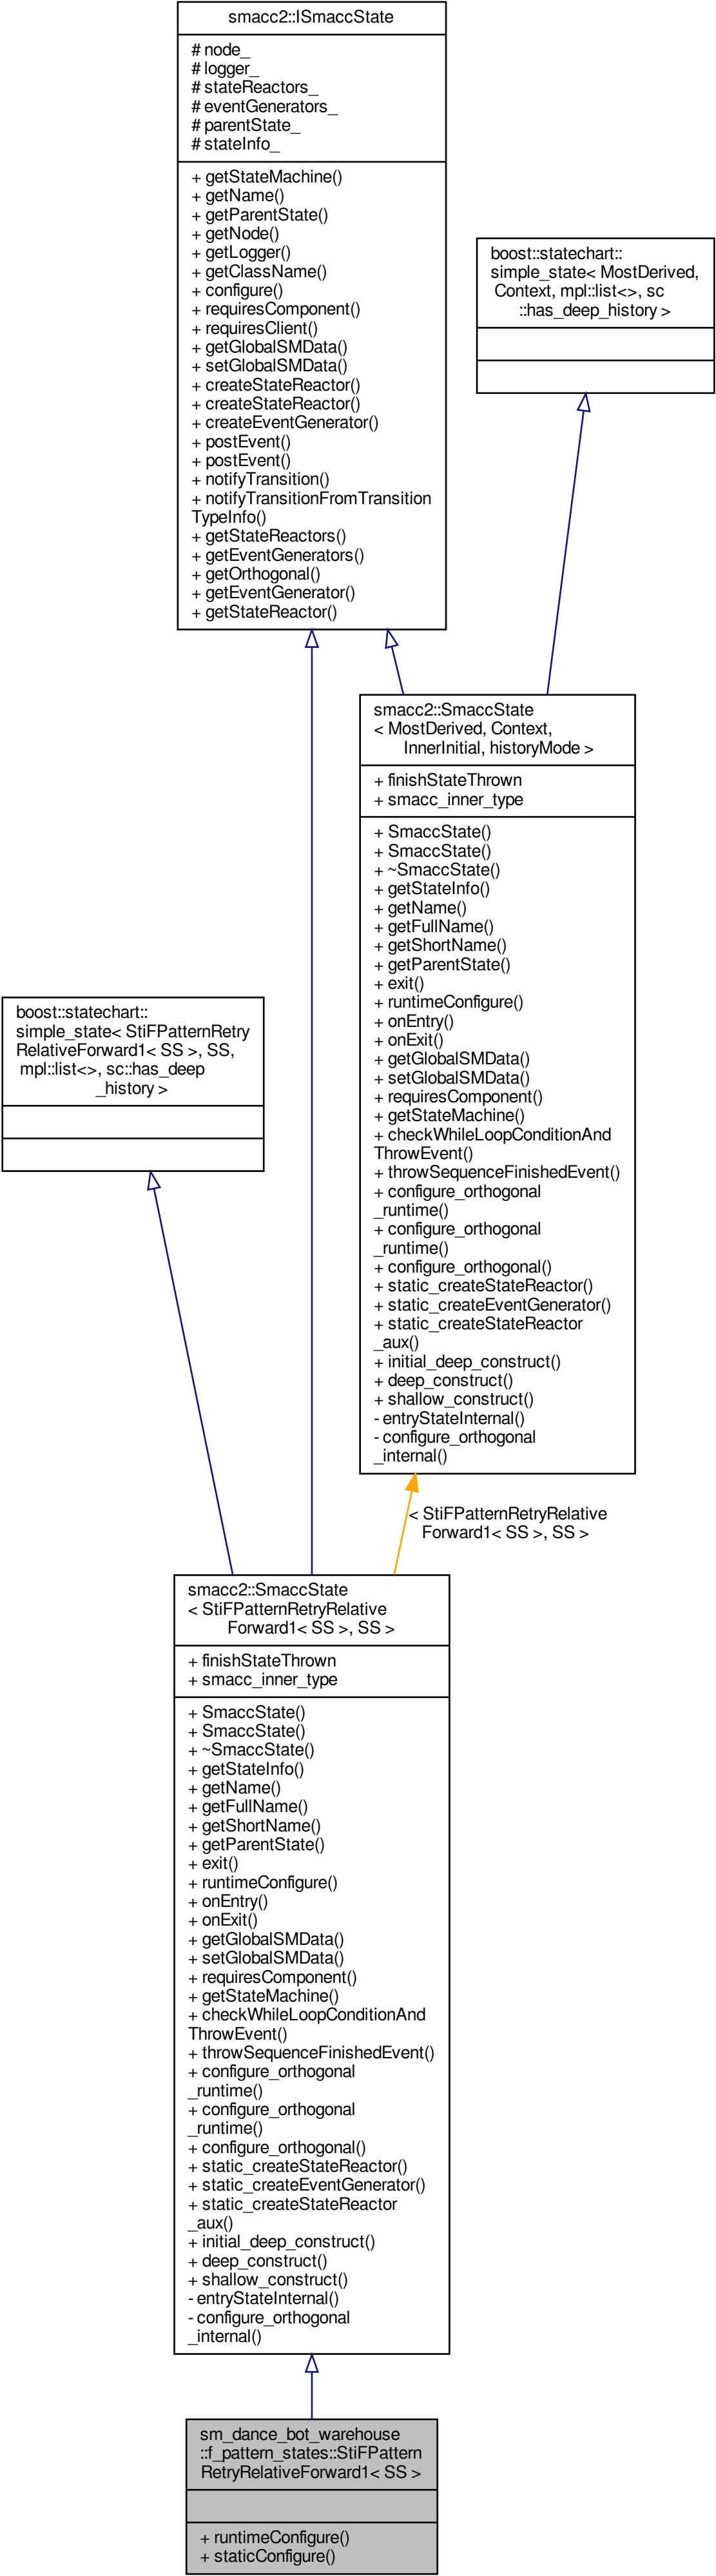 smacc2::ISmaccState
# node_
# logger_
# stateReactors_
# eventGenerators_
# parentState_
# stateInfo_
+ getStateMachine()
+ getName()
+ getParentState()
+ getNode()
+ getLogger()
+ getClassName()
+ configure()
+ requiresComponent()
+ requiresClient()
+ getGlobalSMData()
+ setGlobalSMData()
+ createStateReactor()
+ createStateReactor()
+ createEventGenerator()
+ postEvent()
+ postEvent()
+ notifyTransition()
+ notifyTransitionFromTransition
TypeInfo()
+ getStateReactors()
+ getEventGenerators()
+ getOrthogonal()
+ getEventGenerator()
+ getStateReactor()
boost::statechart::
simple_state< MostDerived,
Context, mpl::list<>, sc
::has_deep_history >
smacc2::SmaccState
< MostDerived, Context,
InnerInitial, historyMode >
+ finishStateThrown
+ smacc_inner_type
+ SmaccState()
+ SmaccState()
+ ~SmaccState()
+ getStateInfo()
+ getName()
+ getFullName()
+ getShortName()
+ getParentState()
+ exit()
+ runtimeConfigure()
+ onEntry()
+ onExit()
+ getGlobalSMData()
+ setGlobalSMData()
+ requiresComponent()
+ getStateMachine()
+ checkWhileLoopConditionAnd
ThrowEvent()
+ throwSequenceFinishedEvent()
+ configure_orthogonal
_runtime()
+ configure_orthogonal
_runtime()
+ configure_orthogonal()
+ static_createStateReactor()
+ static_createEventGenerator()
+ static_createStateReactor
_aux()
+ initial_deep_construct()
+ deep_construct()
+ shallow_construct()
- entryStateInternal()
- configure_orthogonal
_internal()
boost::statechart::
simple_state< StiFPatternRetry
RelativeForward1< SS >, SS,
mpl::list<>, sc::has_deep
_history >
< StiFPatternRetryRelative
Forward1< SS >, SS >
smacc2::SmaccState
< StiFPatternRetryRelative
Forward1< SS >, SS >
+ finishStateThrown
+ smacc_inner_type
+ SmaccState()
+ SmaccState()
+ ~SmaccState()
+ getStateInfo()
+ getName()
+ getFullName()
+ getShortName()
+ getParentState()
+ exit()
+ runtimeConfigure()
+ onEntry()
+ onExit()
+ getGlobalSMData()
+ setGlobalSMData()
+ requiresComponent()
+ getStateMachine()
+ checkWhileLoopConditionAnd
ThrowEvent()
+ throwSequenceFinishedEvent()
+ configure_orthogonal
_runtime()
+ configure_orthogonal
_runtime()
+ configure_orthogonal()
+ static_createStateReactor()
+ static_createEventGenerator()
+ static_createStateReactor
_aux()
+ initial_deep_construct()
+ deep_construct()
+ shallow_construct()
- entryStateInternal()
- configure_orthogonal
_internal()
sm_dance_bot_warehouse
::f_pattern_states::StiFPattern
RetryRelativeForward1< SS >
+ runtimeConfigure()
+ staticConfigure()